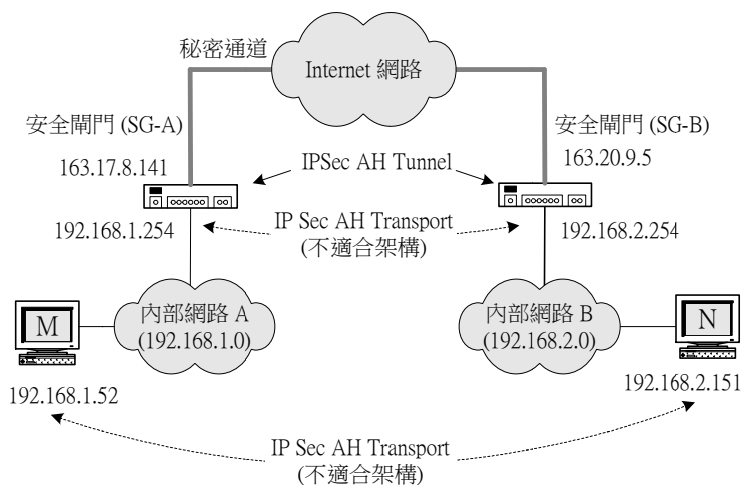 秘密通道
Internet 網路
安全閘門 (SG-A)
安全閘門 (SG-B)
163.17.8.141
IPSec AH Tunnel
163.20.9.5
192.168.1.254
IP Sec AH Transport
(不適合架構)
192.168.2.254
M
內部網路 A
(192.168.1.0)
內部網路 B
(192.168.2.0)
N
192.168.1.52
192.168.2.151
IP Sec AH Transport
(不適合架構)